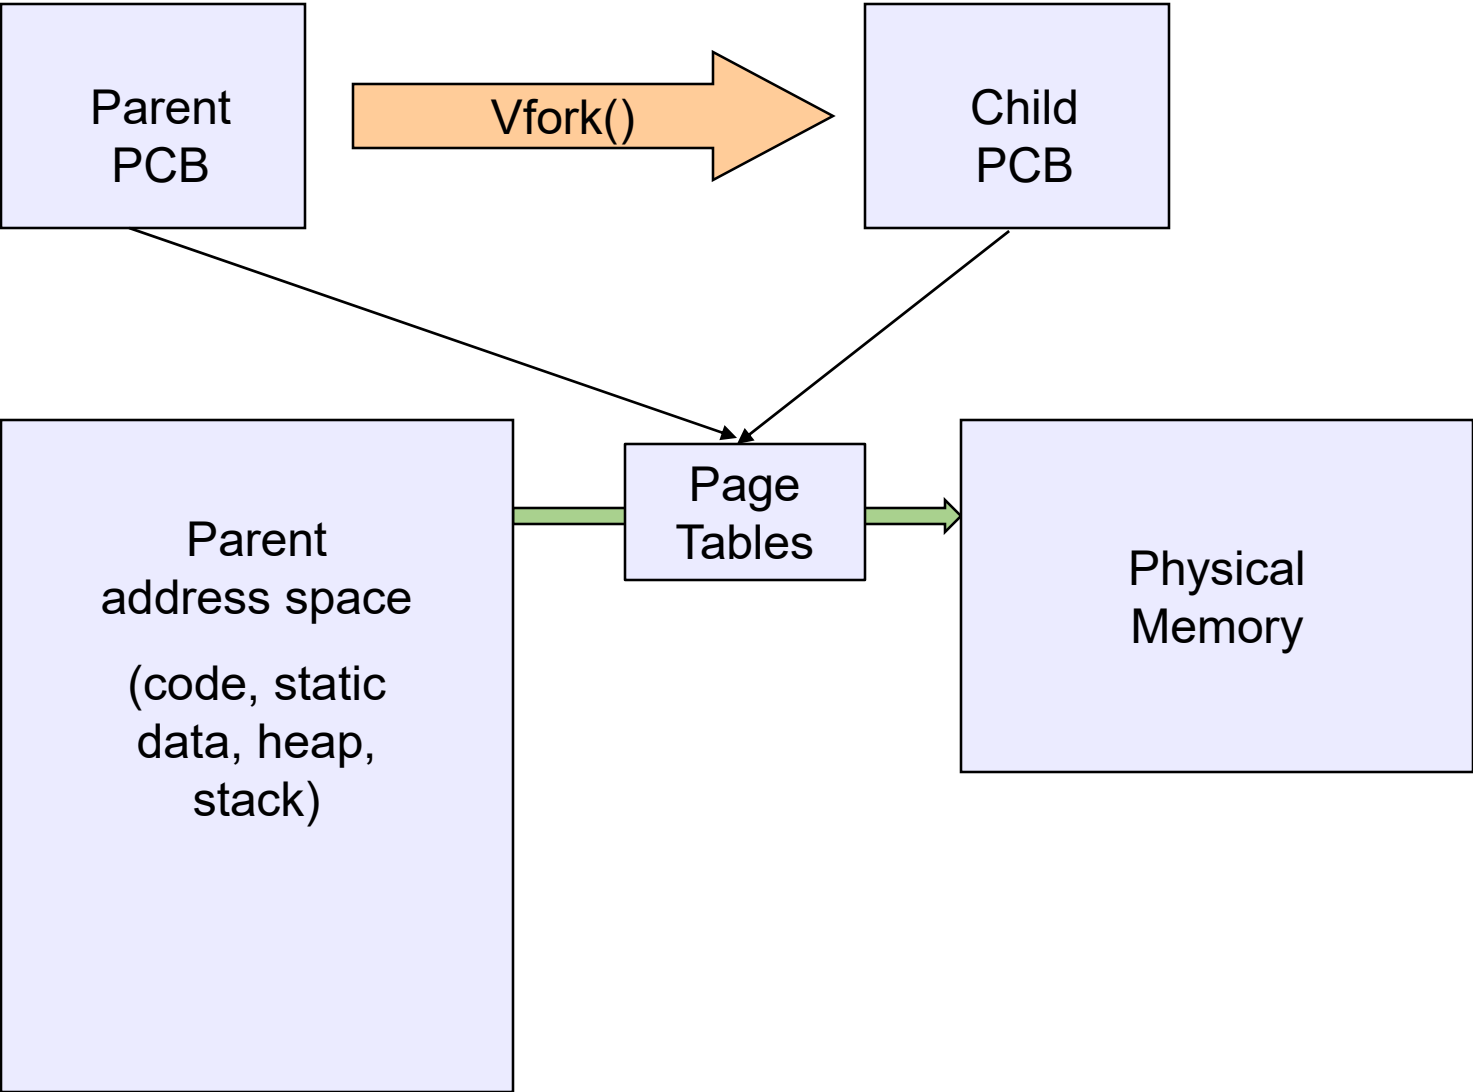 Parent
PCB
Vfork()
Child
PCB
Page
Tables
Parent
address space
(code, static
data, heap,
stack)
Physical
Memory